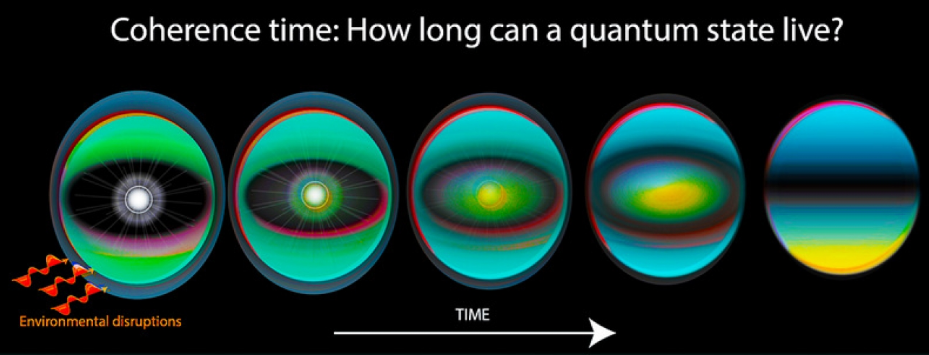 Coherence time: How long can a quantum state live?
Environmental disruptions
TIME